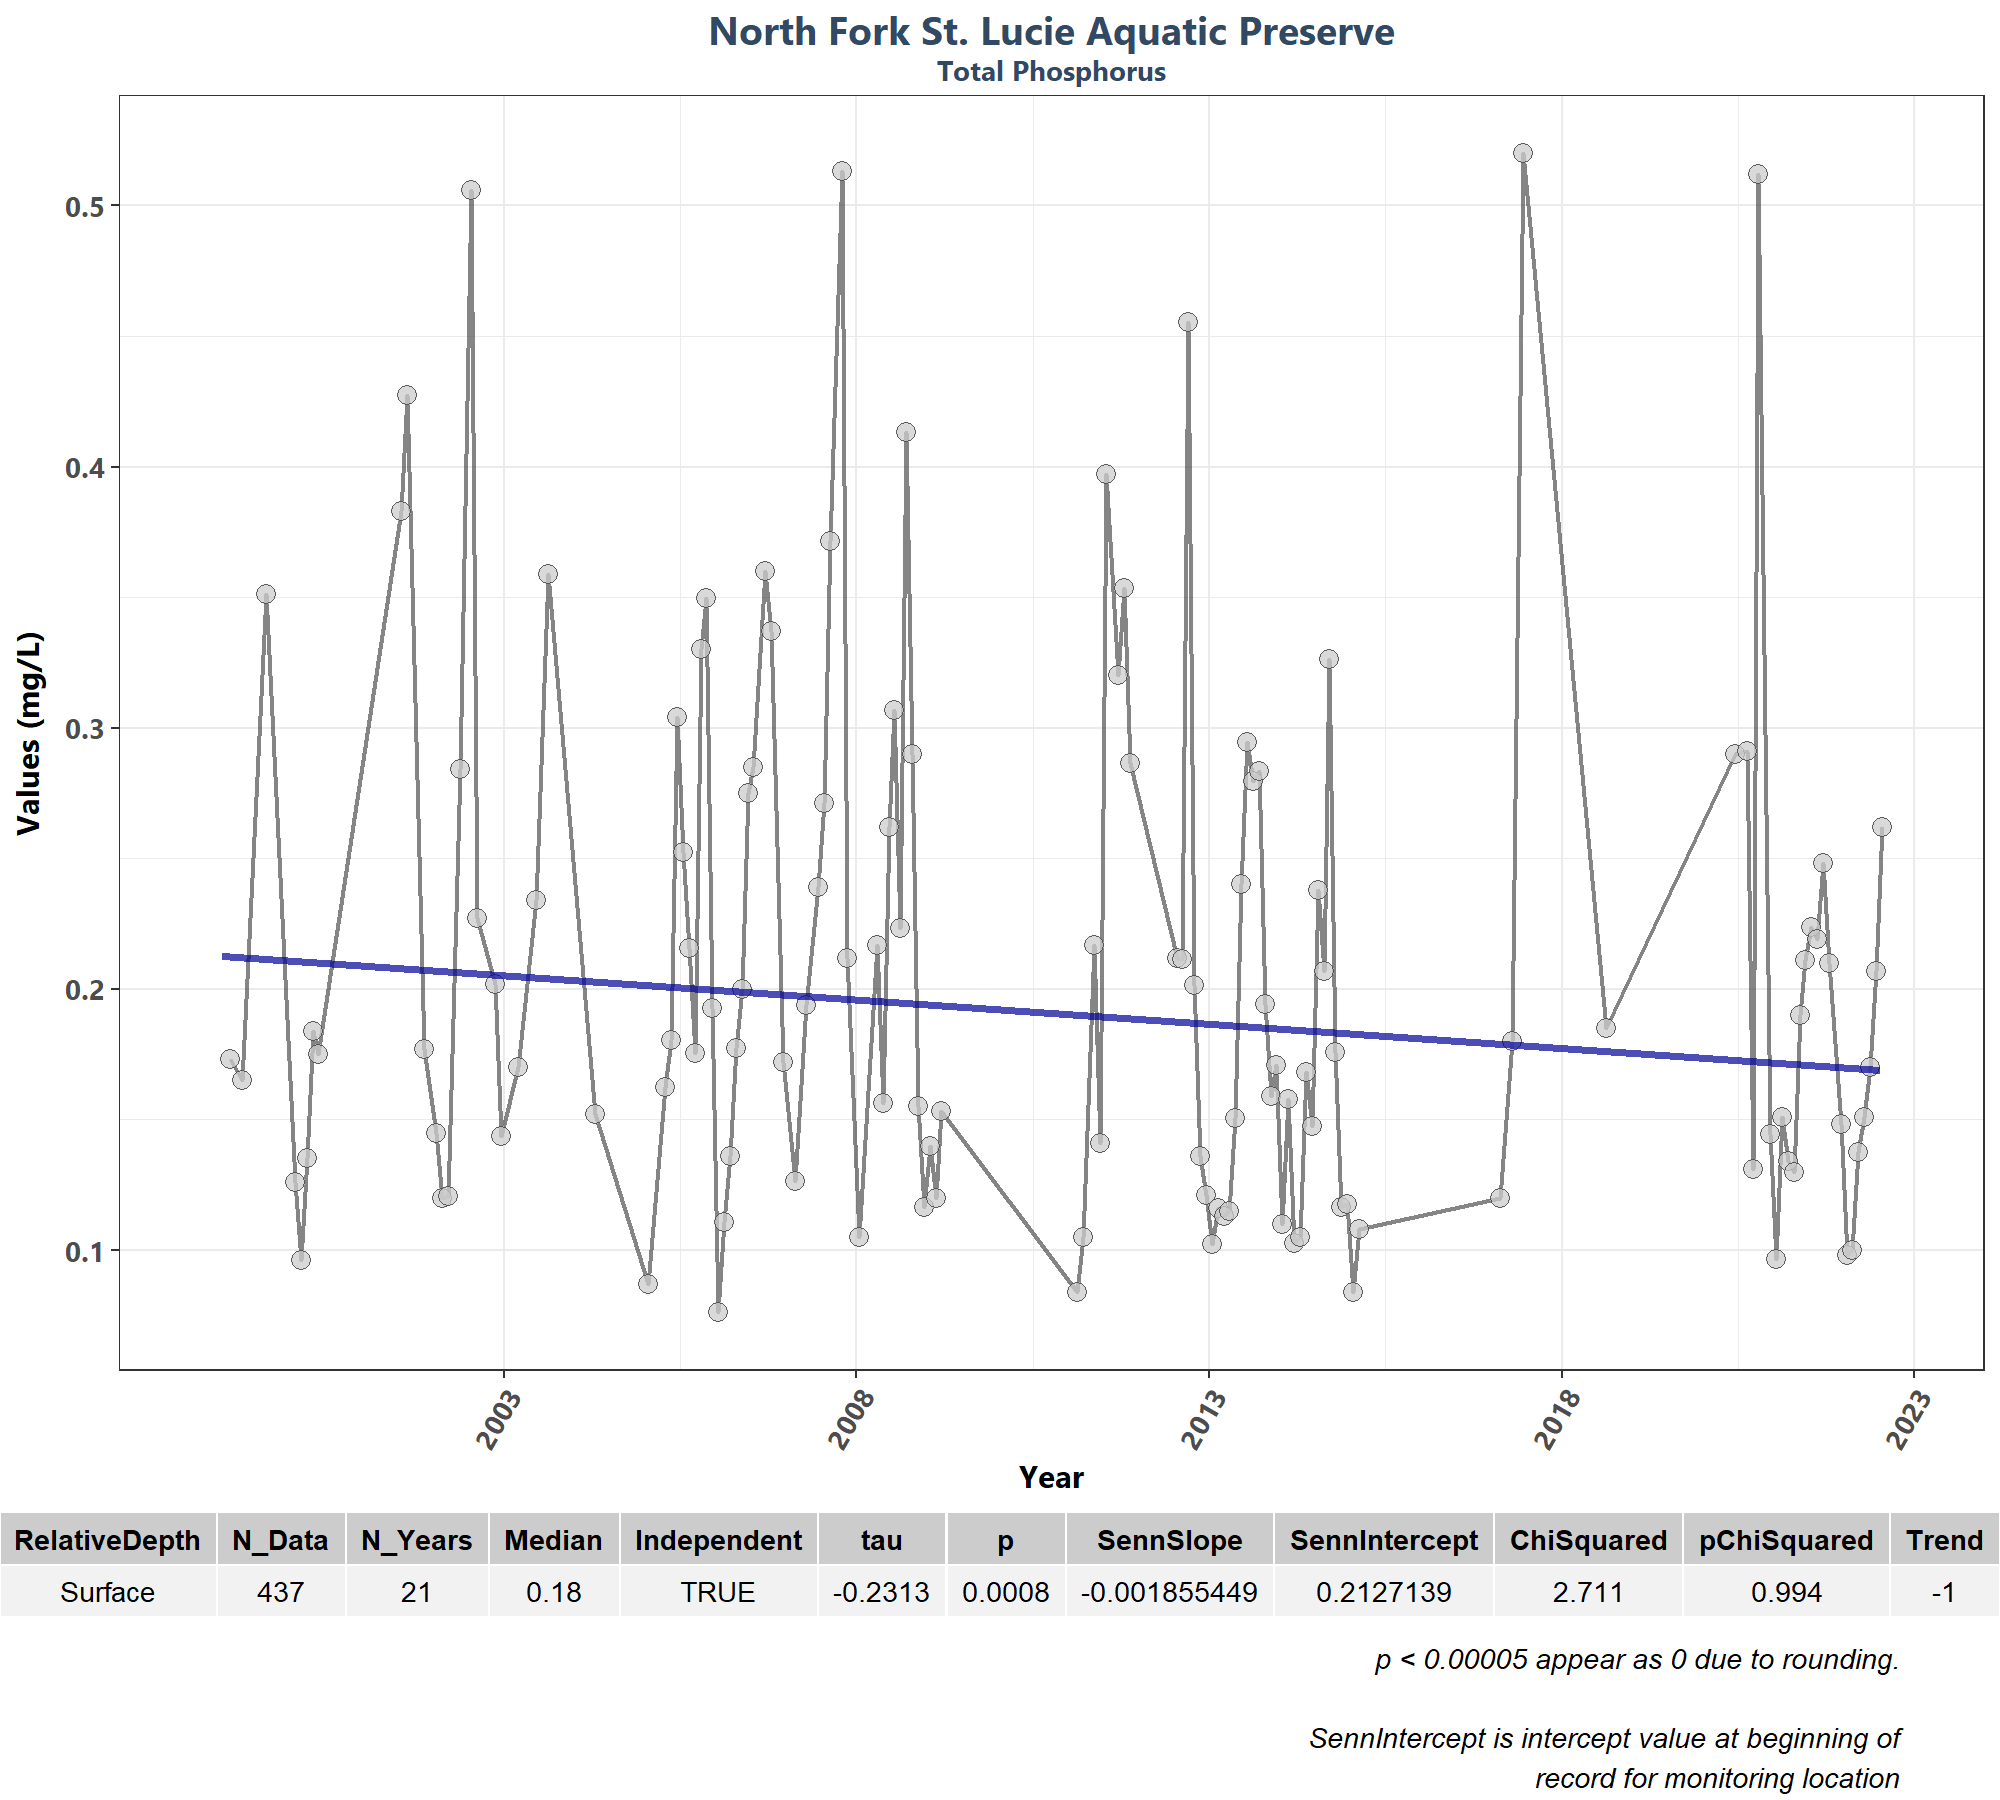 North Fork St. Lucie Aquatic Preserve
Total Phosphorus
Values (mg/L)
0.5
0.4
0.3
0.2
0.1
2003 2008 2013 2018 2023
Year
RelativeDepth N_Data N_Years Median Independent tau p SennSlope SennIntercept ChiSquared pChiSquared Trend
Surface 437 21 0.18 TRUE -0.2313 0.0008 -0.001855449 0.2127139 2.711 0.994 -1
p < 0.00005 appear as 0 due to rounding.
SennIntercept is intercept value at beginning of
record for monitoring location